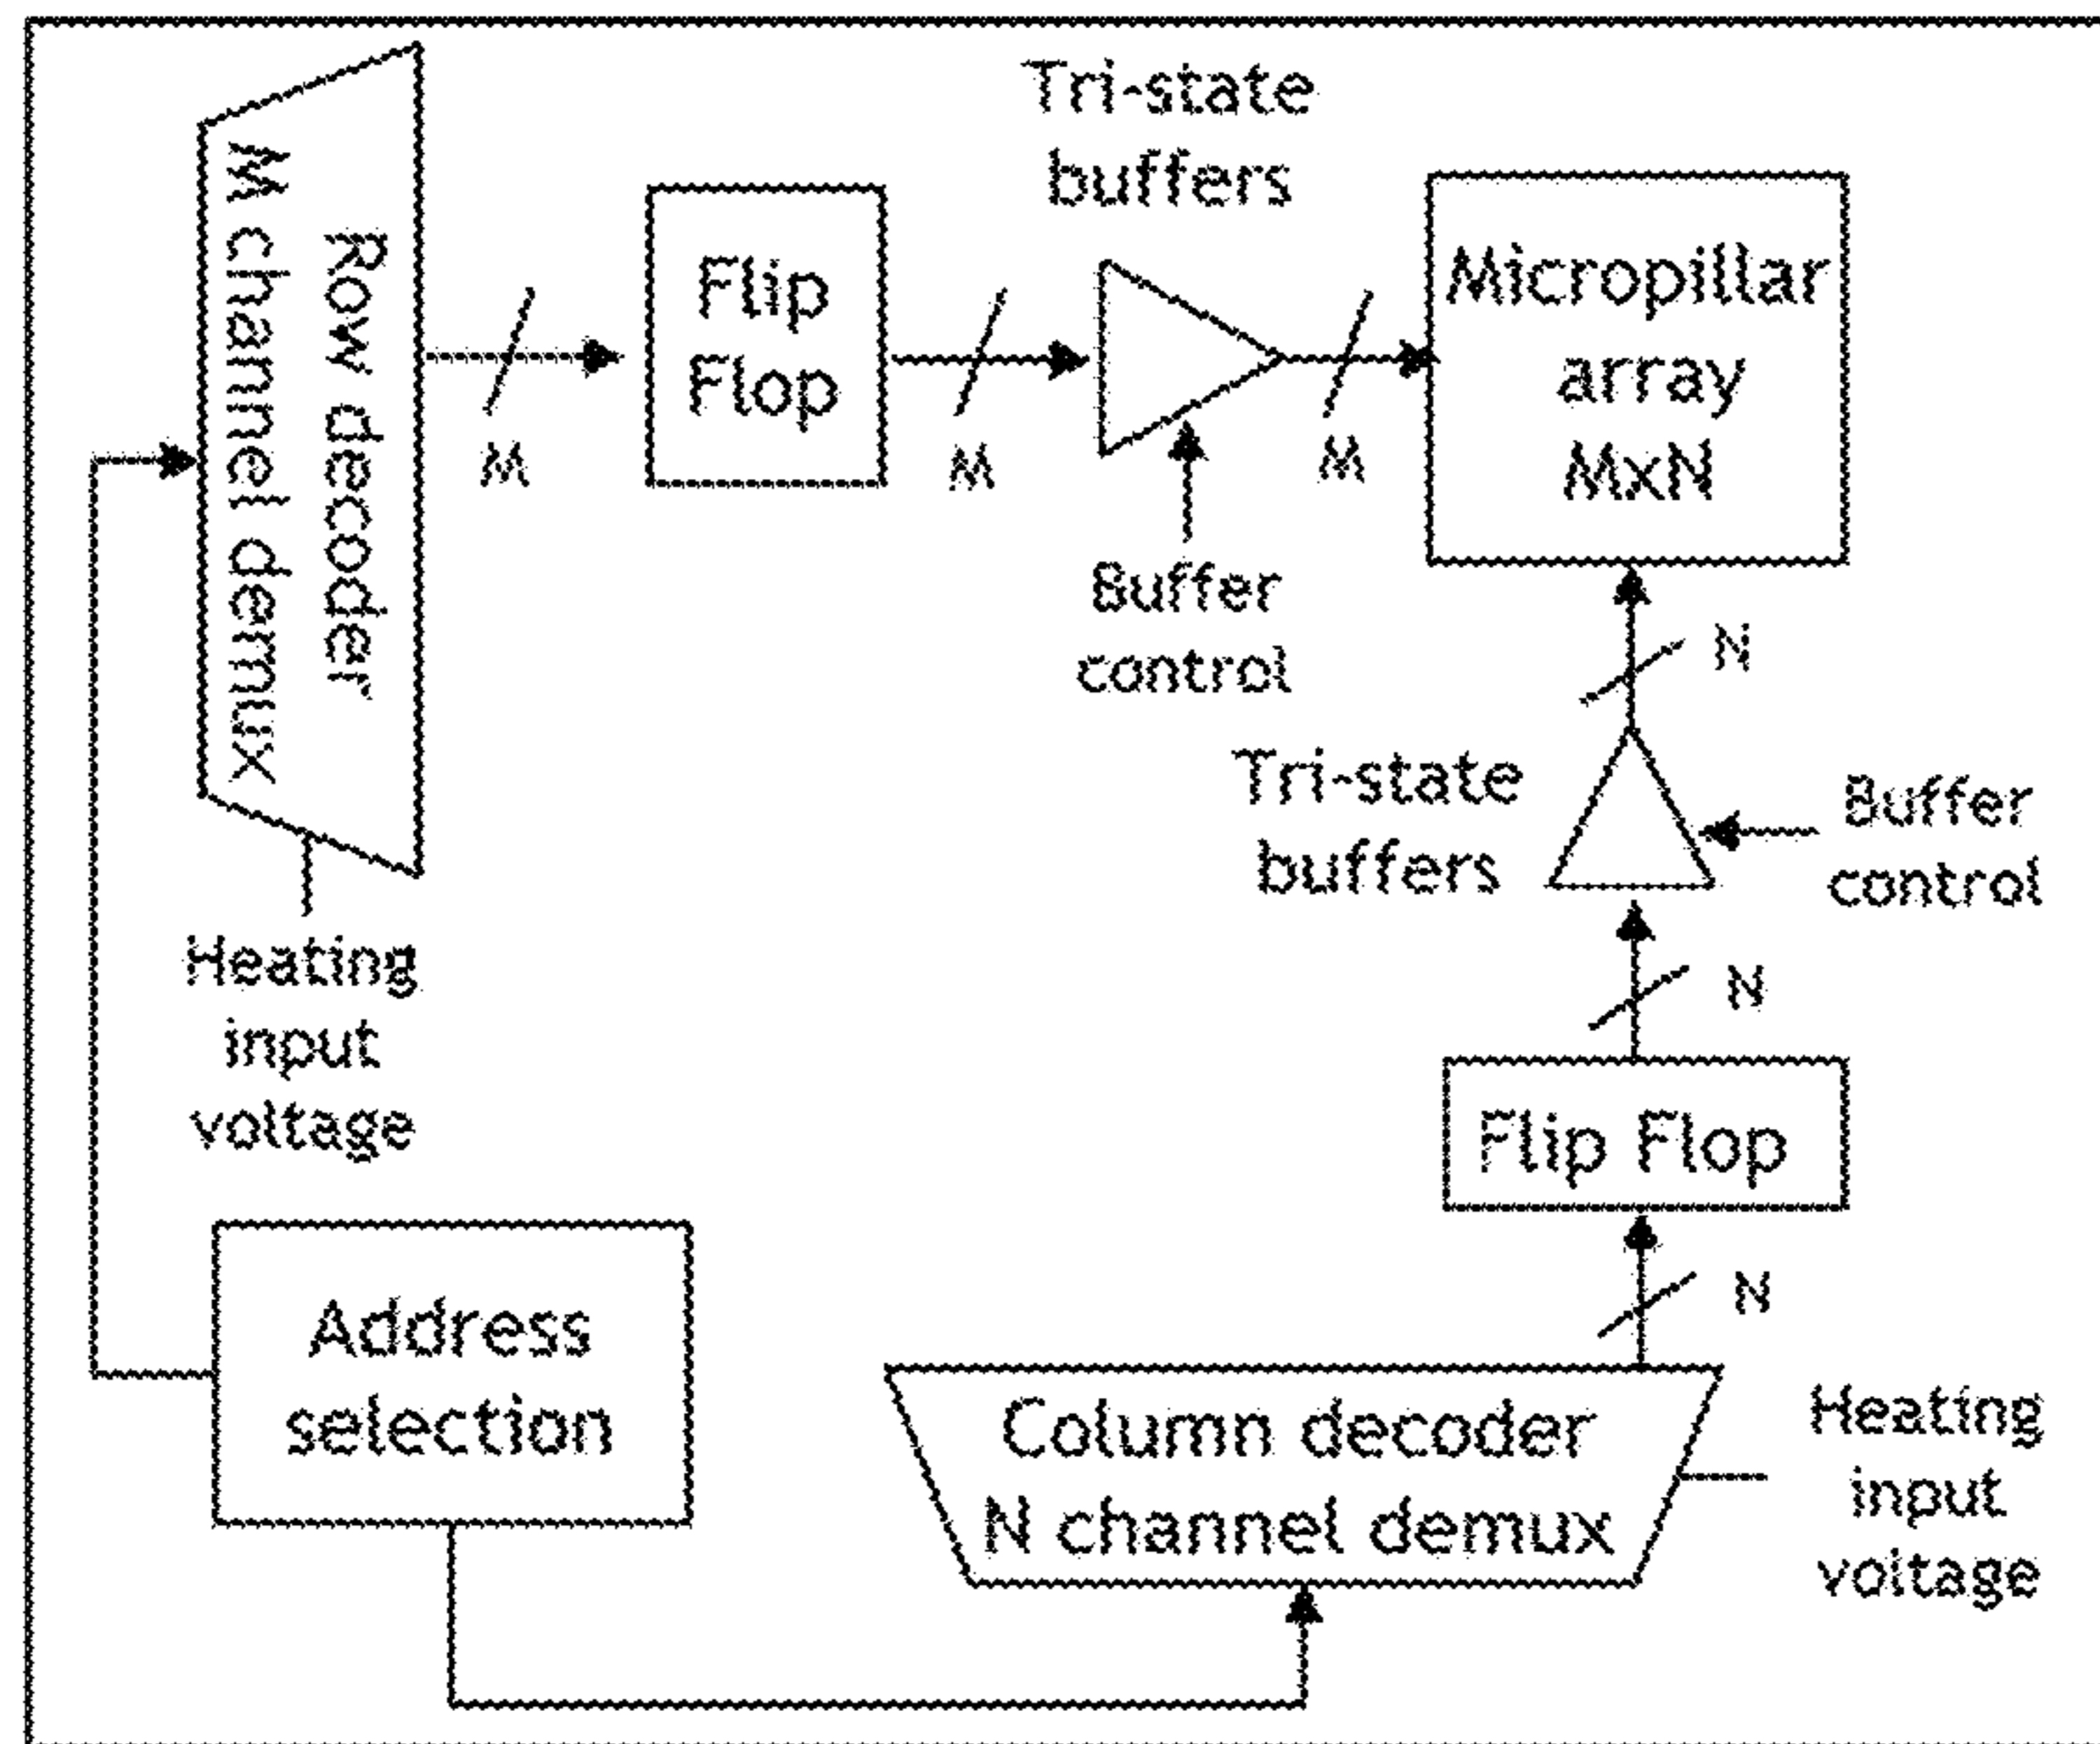 Tri-state
buffers
Row decoder
M channel demux
Flip
Flop
Micropillar
array
MxN
M
M
M
Buffer
control
N
Tri-state
buffers
Buffer
control
Heating
input
voltage
N
Flip Flop
Address
selection
N
Column decoder
N channel demux
Heating
input
voltage